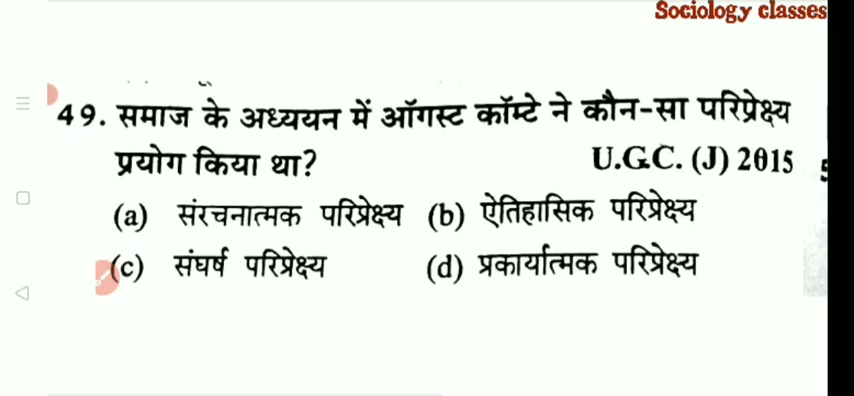 Sociology classes
49. समाज के अध्ययन में ऑगस्ट कॉम्टे ने कौन-सा परिप्रेक्ष्य
प्रयोग किया था? U.G.C. (J) 2015
(a) संरचनात्मक परिप्रेक्ष्य (b) ऐतिहासिक परिप्रेक्ष्य
(c) संघर्ष परिप्रेक्ष्य (d) प्रकार्यात्मक परिप्रेक्ष्य